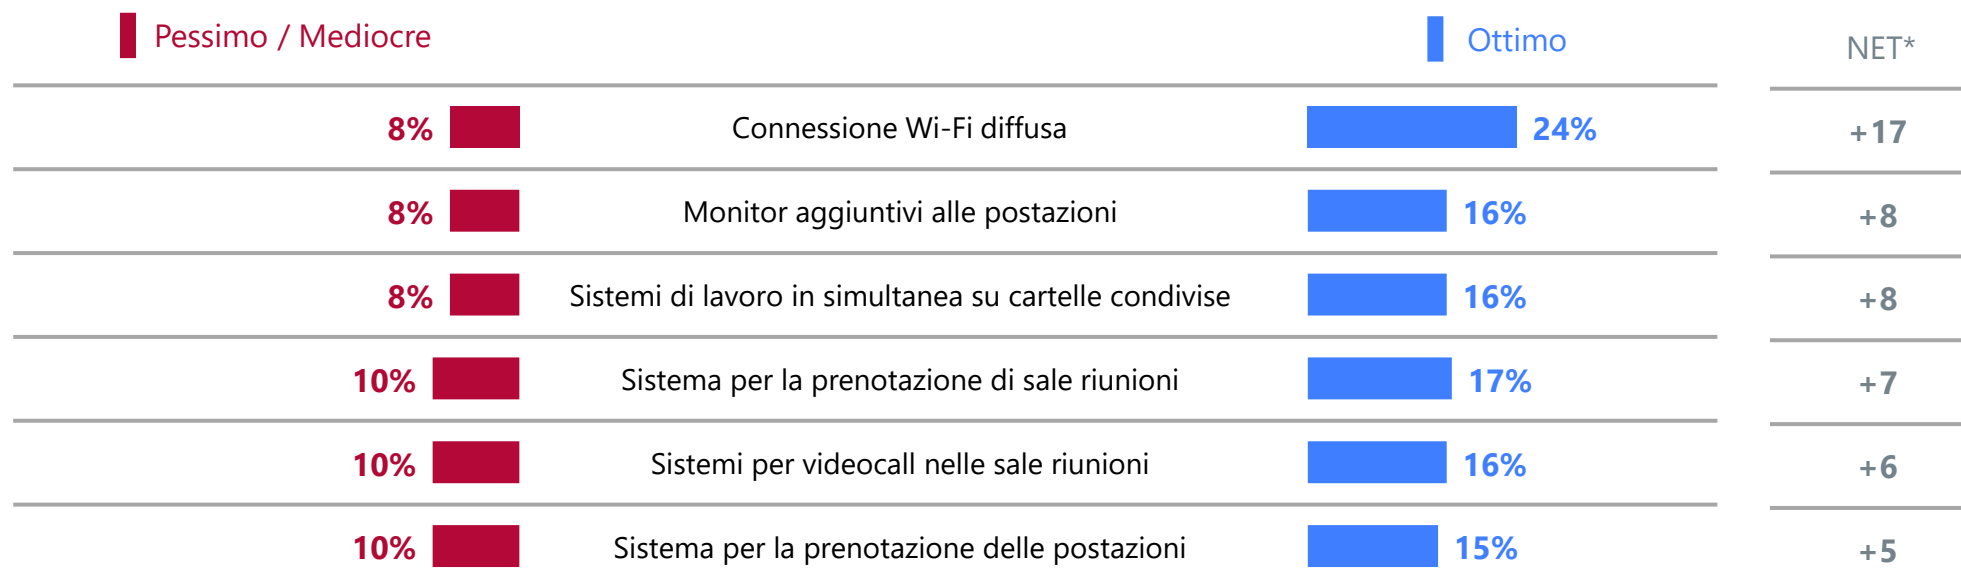 Pessimo / Mediocre Ottimo NET*
8% Connessione Wi-Fi diffusa 24% +17
8% Monitor aggiuntivi alle postazioni 16% +8
8% Sistemi di lavoro in simultanea su cartelle condivise 16% +8
10% Sistema per la prenotazione di sale riunioni 17% +7
10% Sistemi per videocall nelle sale riunioni 16% +6
10% Sistema per la prenotazione delle postazioni 15% +5